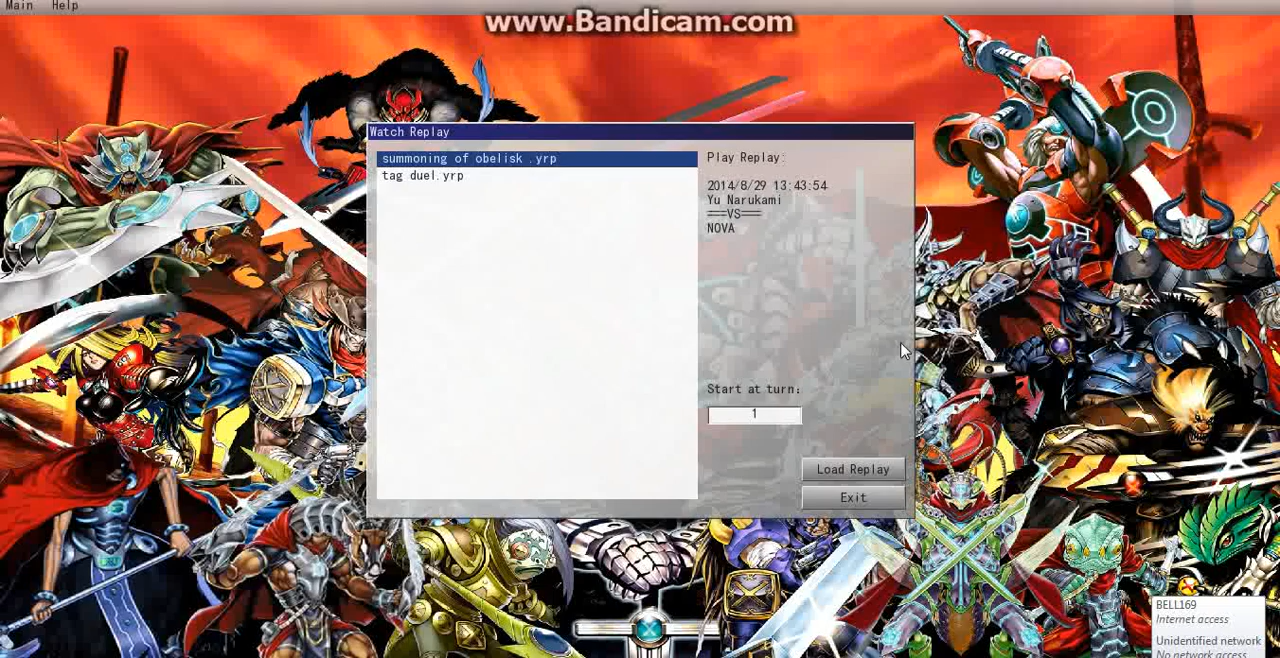 Main Help
www.Bandicam.com
Watch Replay
summoning of obelisk .yrp
tag duel.yrp
Play Replay:
2014/8/29 13:43:54
Yu Narukami
===VS===
NOVA
Start at turn:
1
Load Replay
Exit
BELL169
Internet access
Unidentified network
No network access